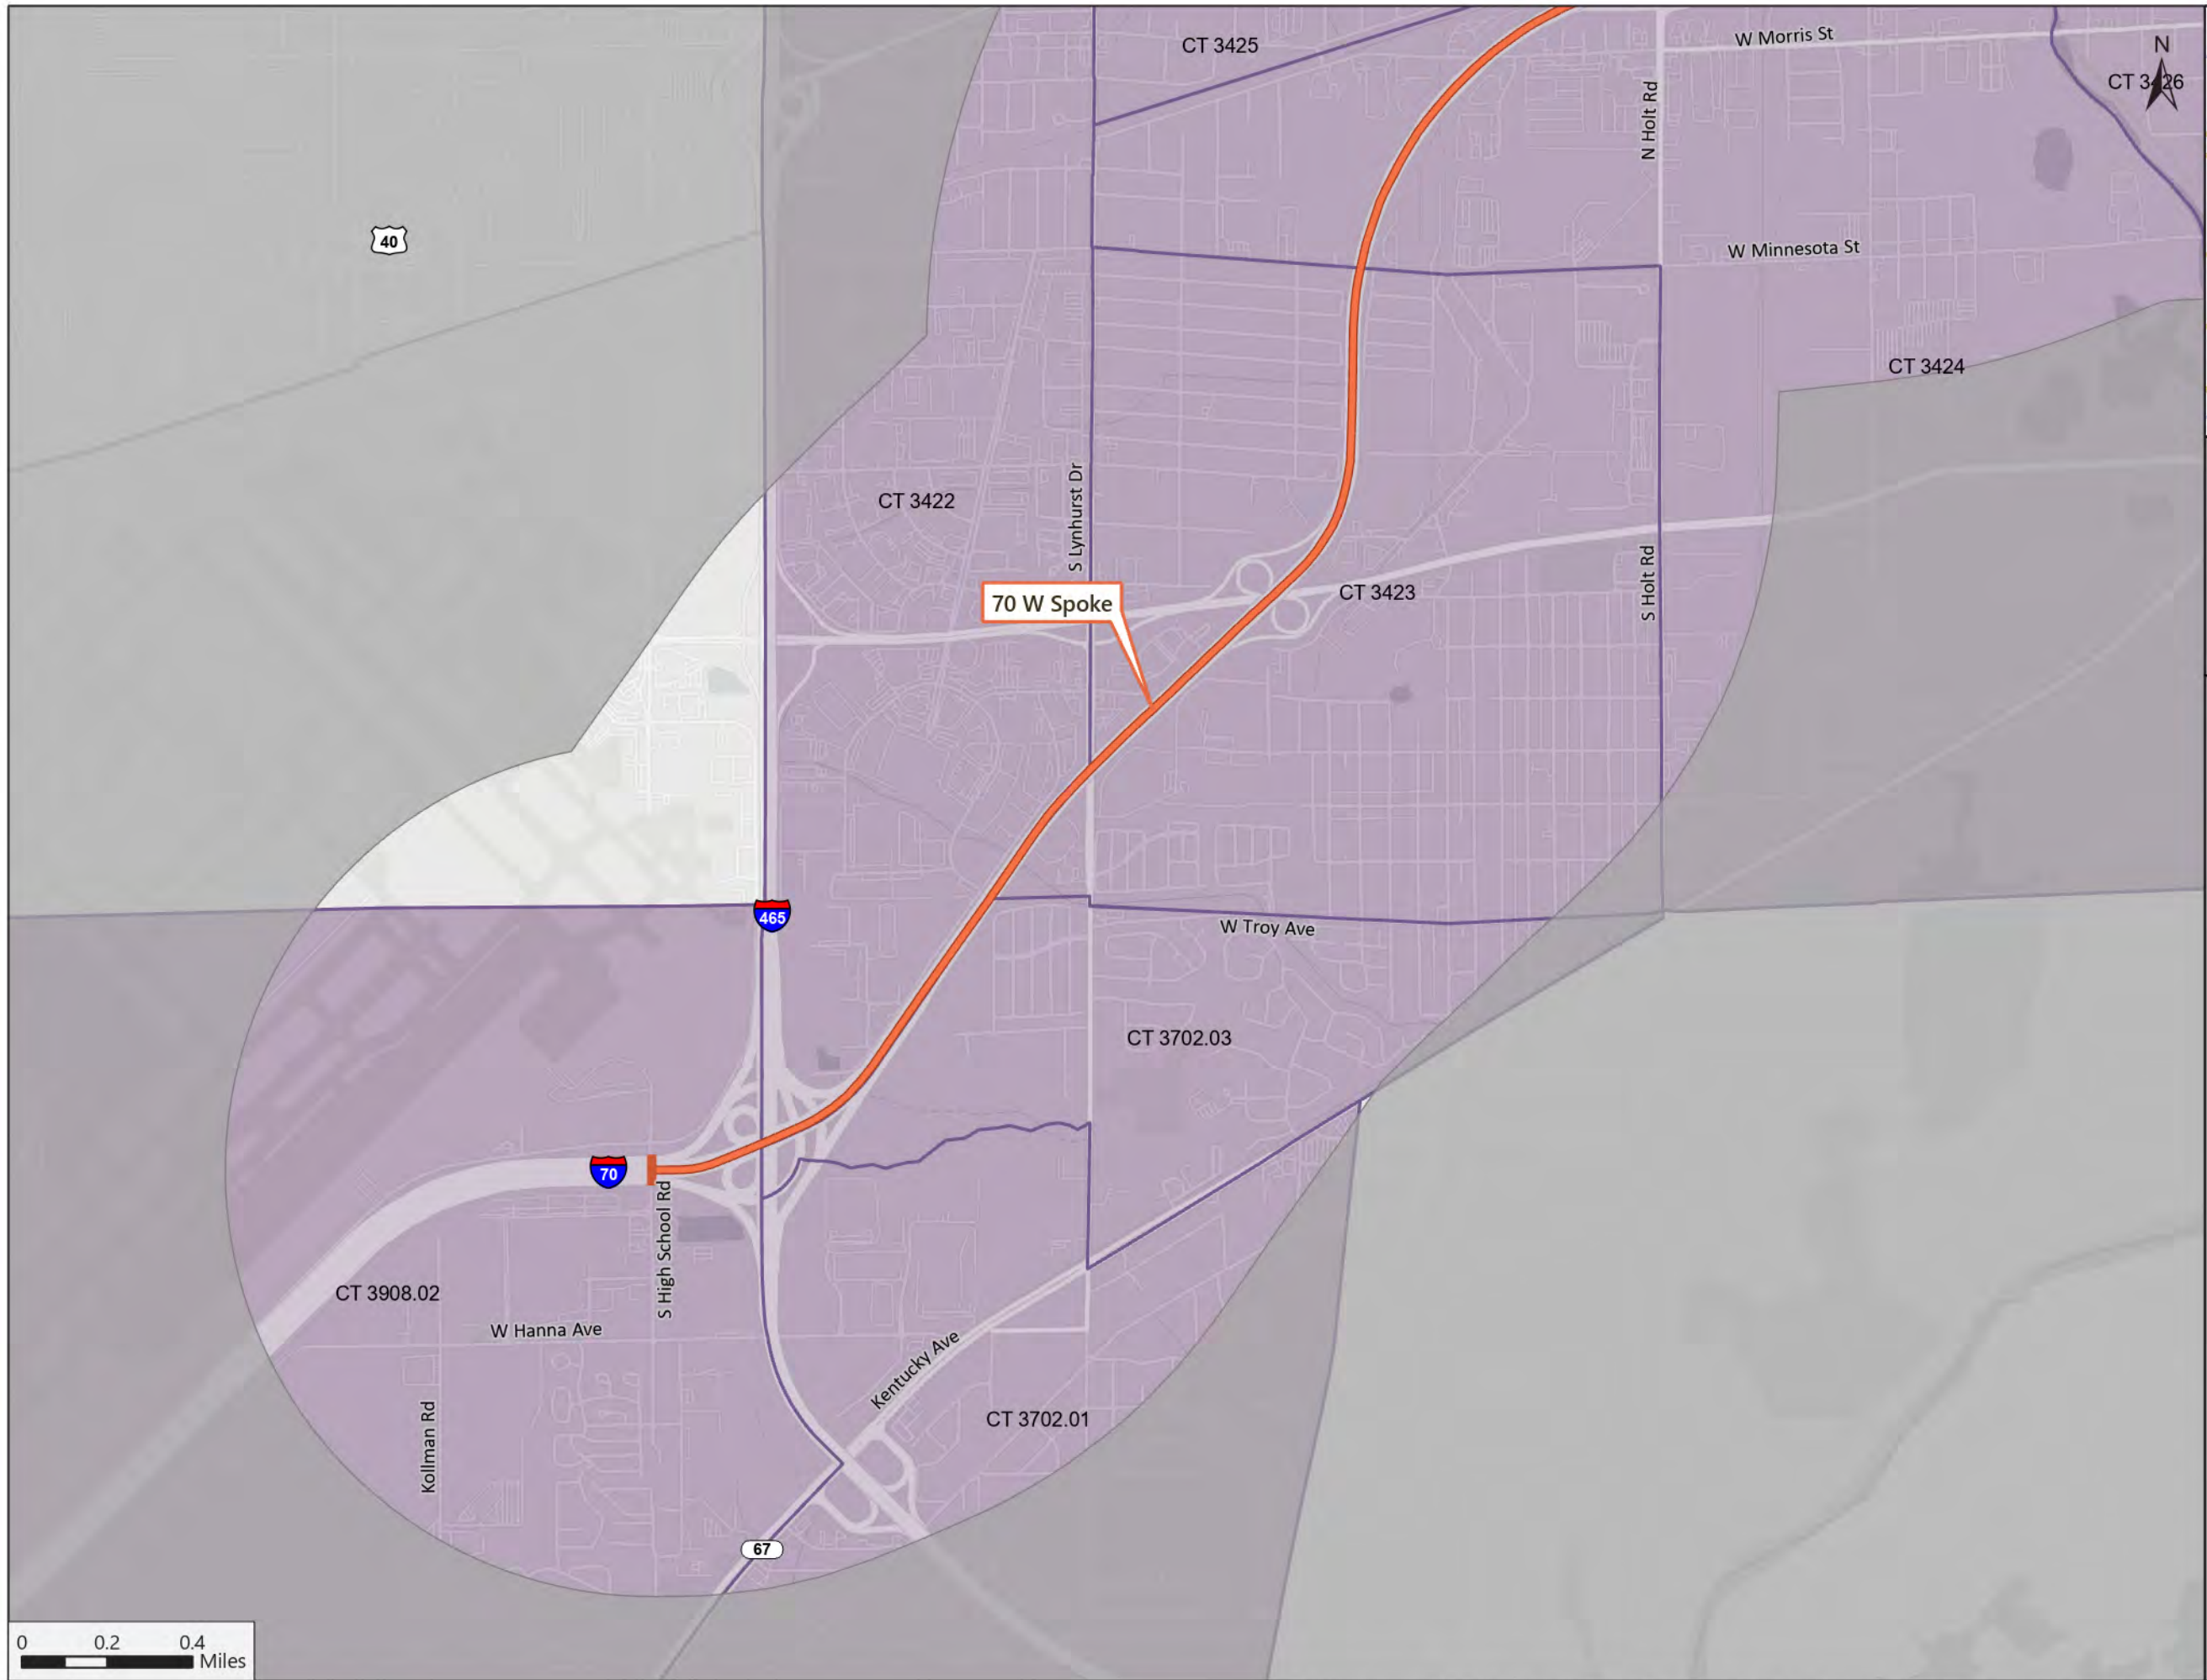 CT 3425
W Morris St
N
CT 3426
N Holt Rd
40
W Minnesota St
CT 3424
CT 3422
S Lynhurst Dr
70 W Spoke
CT 3423
S Holt Rd
465
W Troy Ave
CT 3702.03
70
S High School Rd
CT 3908.02
W Hanna Ave
Kentucky Ave
Kollman Rd
CT 3702.01
67
0 0.2 0.4
Miles